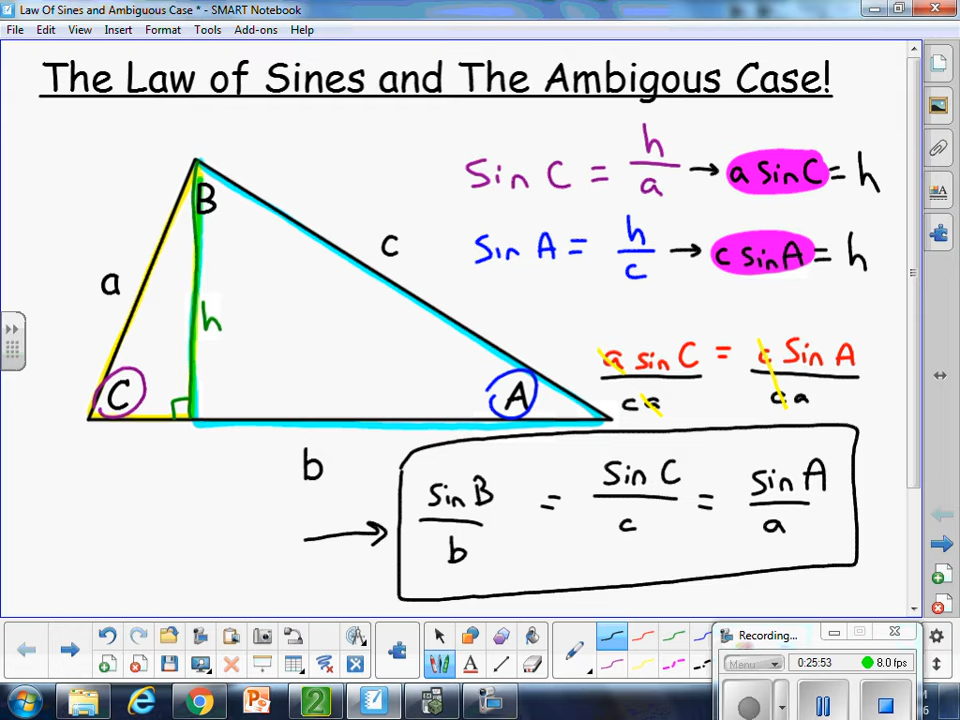 Law Of Sines and Ambiguous Case * - SMART Notebook
File Edit View Insert Format Tools Add-ons Help
The Law of Sines and The Ambigous Case!
B
a
c
h
C
A
b
Sin C = h/a → a sin C = h
sin A = h/c → c sin A = h
a sin C / ca = c Sin A / ca
sin B / b = sin C / c = sin A / a
Recording...
Menu
0:25:53
8.0 fps